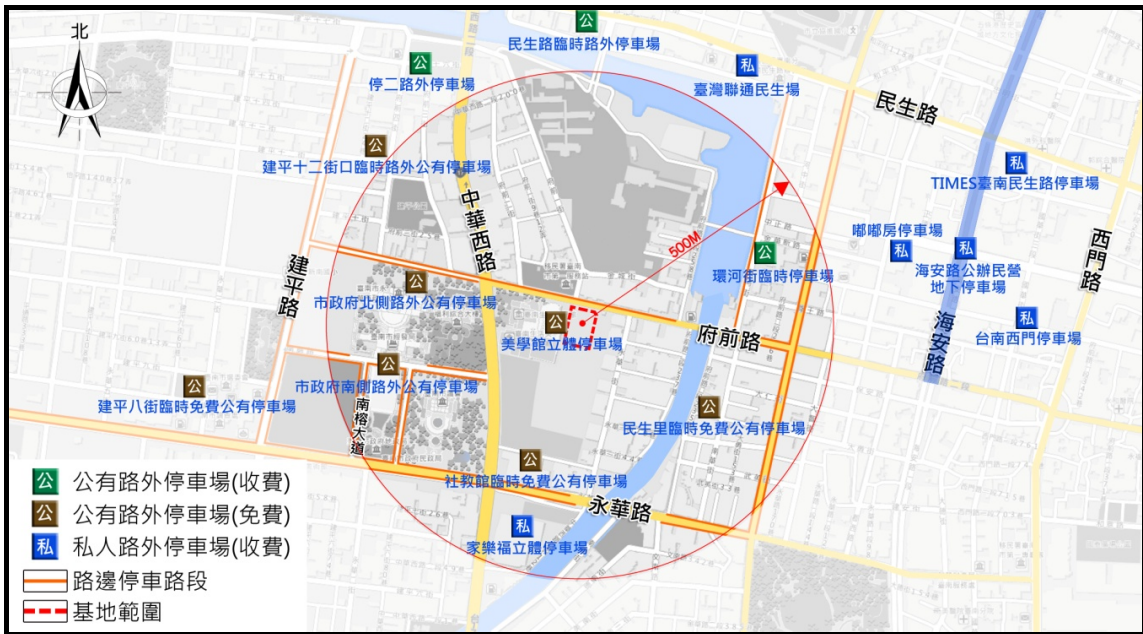 北
公
民生路臨時路外停車場
公
停二路外停車場
私
臺灣聯通民生場
民生路
公
建平十二街口臨時路外公有停車場
中華西路
私
TIMES臺南民生路停車場
500M
嘟嘟房停車場
私
私
海安路公辦民營
地下停車場
西門路
公
環河街臨時停車場
建平路
公
市政府北側路外公有停車場
公
美學館立體停車場
府前路
海安路
私
台南西門停車場
公
市政府南側路外公有停車場
公
建平八街臨時免費公有停車場
南榕大道
公
民生里臨時免費公有停車場
公
社教館臨時免費公有停車場
永華路
私
家樂福立體停車場
公 公有路外停車場(收費)
公 公有路外停車場(免費)
私 私人路外停車場(收費)
路邊停車路段
基地範圍